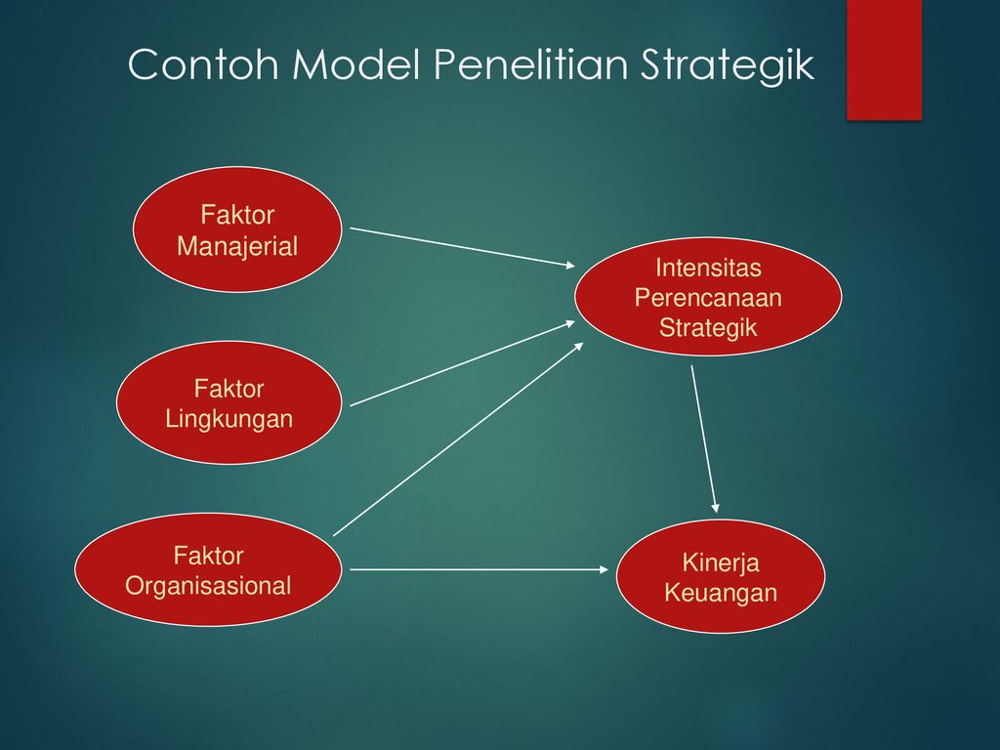 Contoh Model Penelitian Strategik
Faktor
Manajerial
Intensitas
Perencanaan
Strategik
Faktor
Lingkungan
Faktor
Organisasional
Kinerja
Keuangan